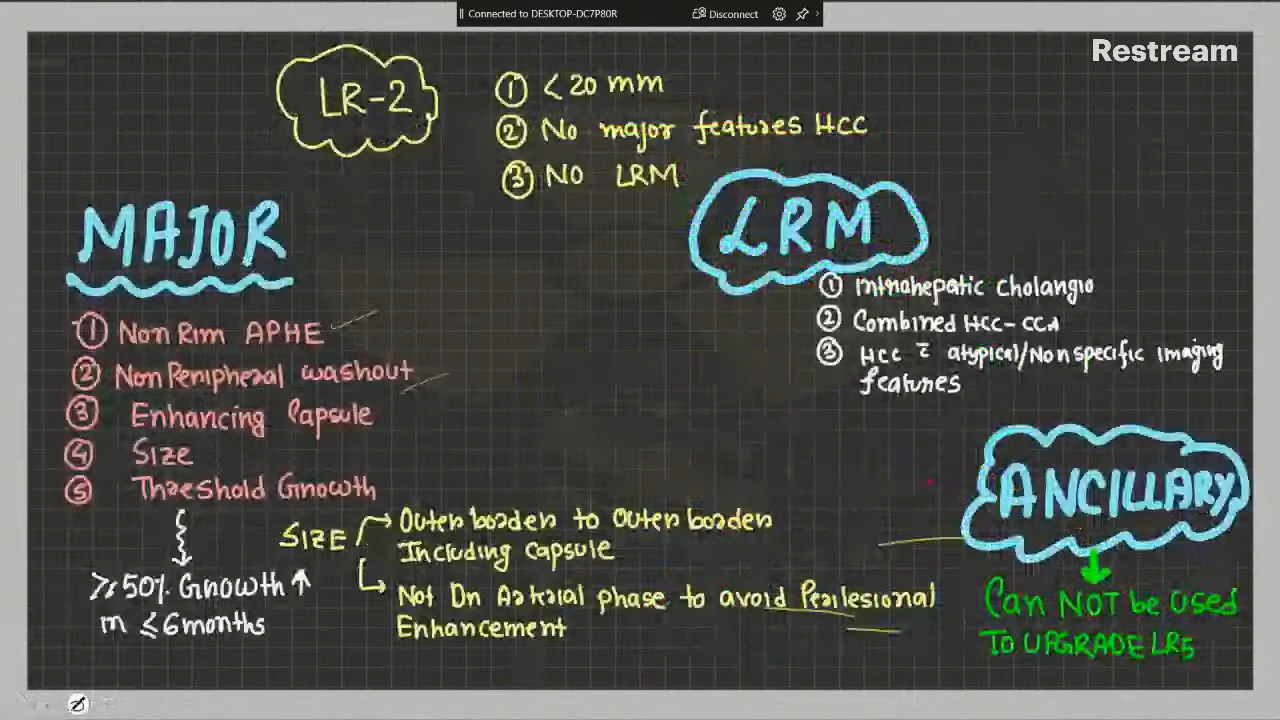 Connected to DESKTOP-DC7P80R
Disconnect
Restream
LR-2
① < 20 mm
② No major features HCC
③ NO LRM
MAJOR
① Non Rim APHE
② Non Peripheral washout
③ Enhancing Capsule
④ Size
⑤ Threshold Growth
≥ 50% Growth ↑
in ≤ 6 months
SIZE
Outer border to Outer border
Including Capsule
Not On Arterial phase to avoid Perilesional
Enhancement
LRM
① Intrahepatic Cholangio
② Combined HCC-CCA
③ HCC c̄ atypical/Nonspecific Imaging
features
ANCILLARY
Can NOT be used
To UPGRADE LR5